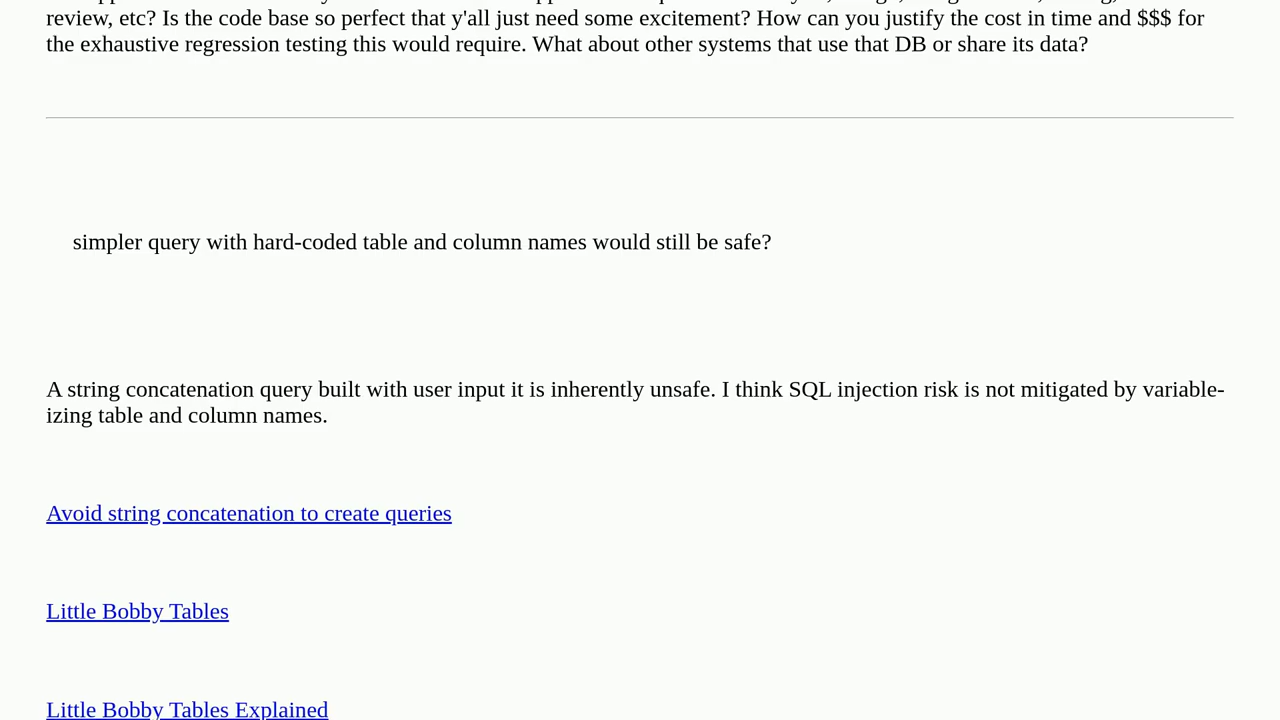 review, etc? Is the code base so perfect that y'all just need some excitement? How can you justify the cost in time and $$$ for
the exhaustive regression testing this would require. What about other systems that use that DB or share its data?
simpler query with hard-coded table and column names would still be safe?
A string concatenation query built with user input it is inherently unsafe. I think SQL injection risk is not mitigated by variable-
izing table and column names.
Avoid string concatenation to create queries
Little Bobby Tables
Little Bobby Tables Explained